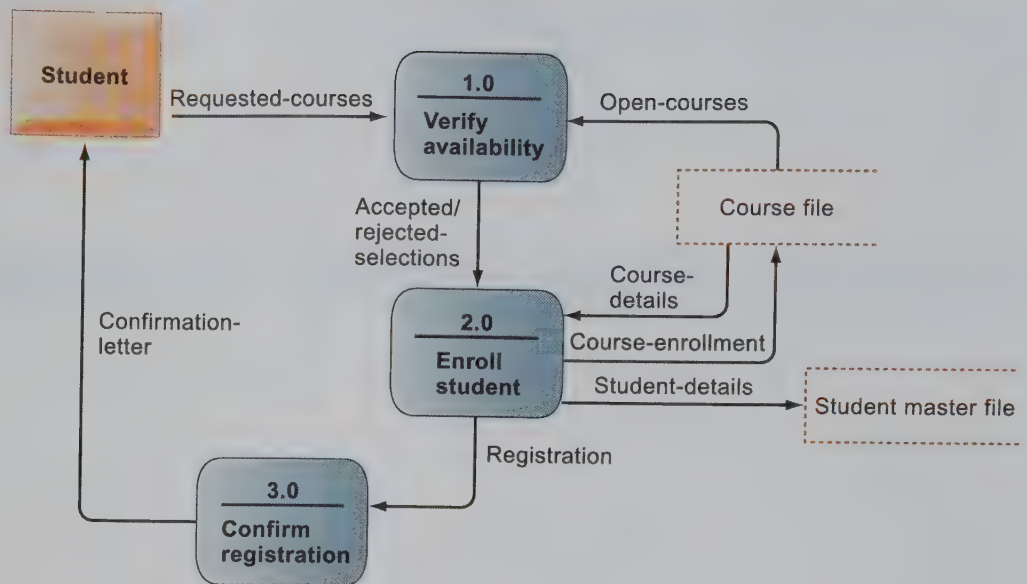 Student
Requested-courses
1.0
Verify
availability
Open-courses
Course file
Accepted/
rejected-
selections
Course-
details
2.0
Enroll
student
Course-enrollment
Student-details
Student master file
Confirmation-
letter
Registration
3.0
Confirm
registration